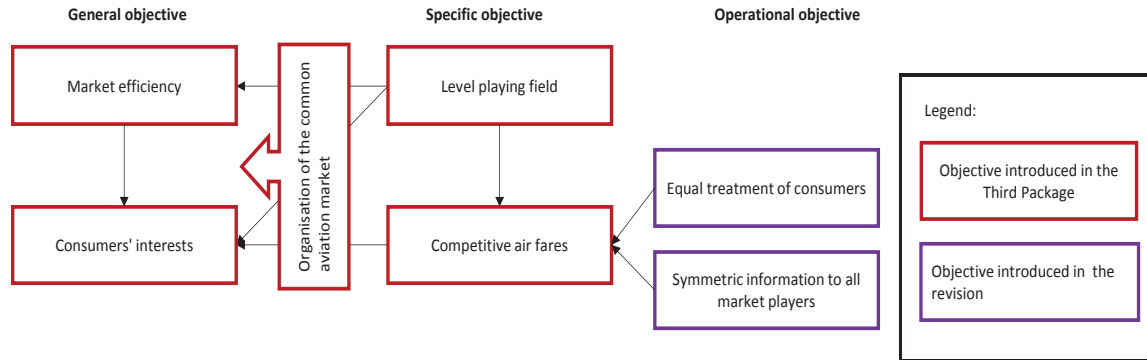 General objective
Specific objective
Operational objective
Market efficiency
Organisation of the common
aviation market
Level playing field
Consumers' interests
Competitive air fares
Equal treatment of consumers
Symmetric information to all
market players
Legend:
Objective introduced in the
Third Package
Objective introduced in the
revision